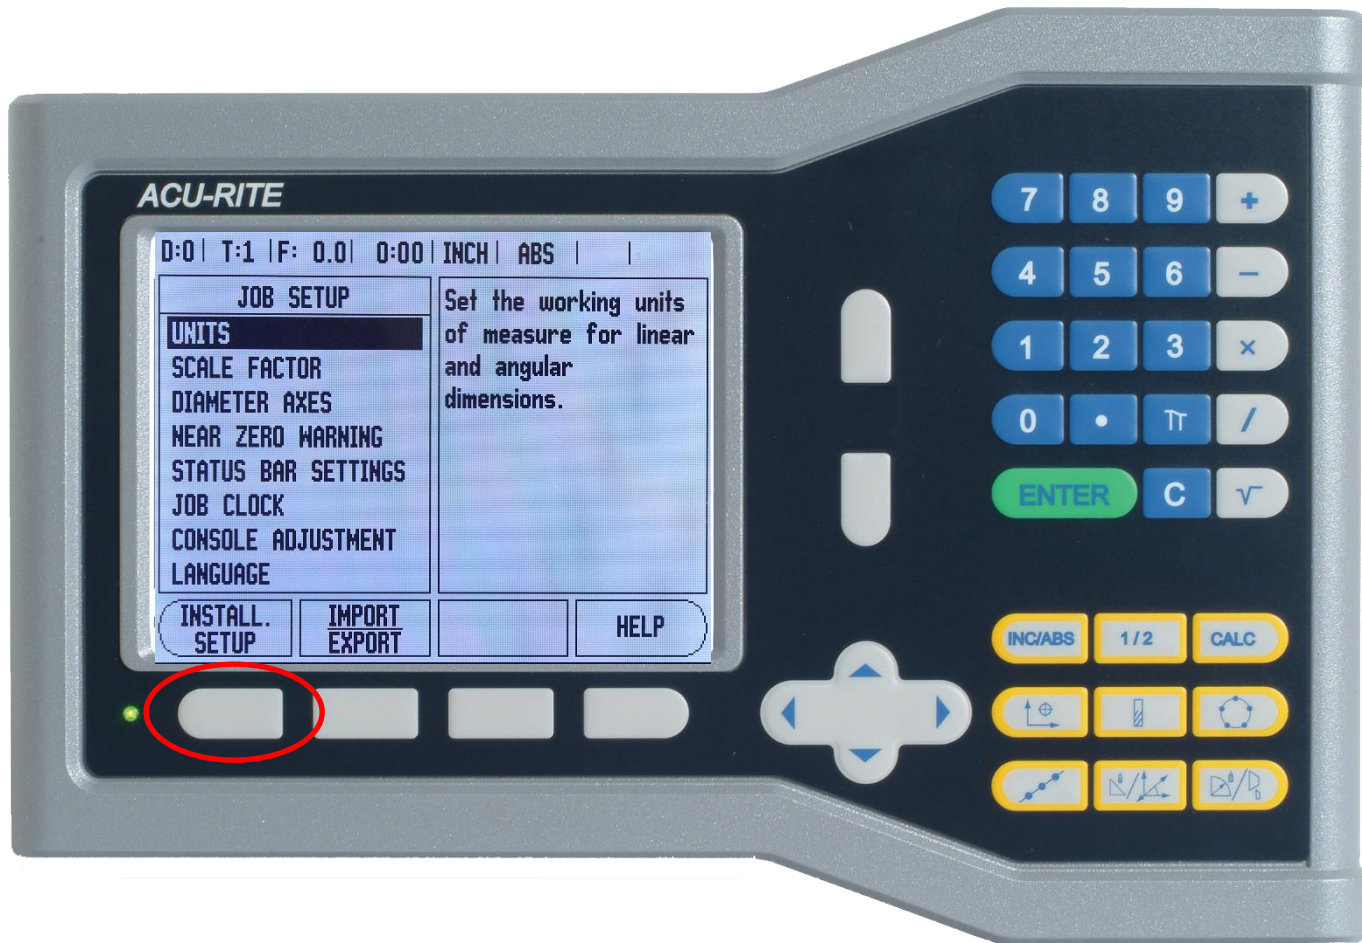 ACU-RITE
D:0 | T:1 | F: 0.0 | 0:00 | INCH | ABS | |
JOB SETUP
UNITS
SCALE FACTOR
DIAMETER AXES
NEAR ZERO WARNING
STATUS BAR SETTINGS
JOB CLOCK
CONSOLE ADJUSTMENT
LANGUAGE
Set the working units
of measure for linear
and angular
dimensions.
INSTALL.
SETUP
IMPORT
EXPORT
HELP
7 8 9 +
4 5 6 -
1 2 3 ×
0 • π /
ENTER C √
INC/ABS 1/2 CALC